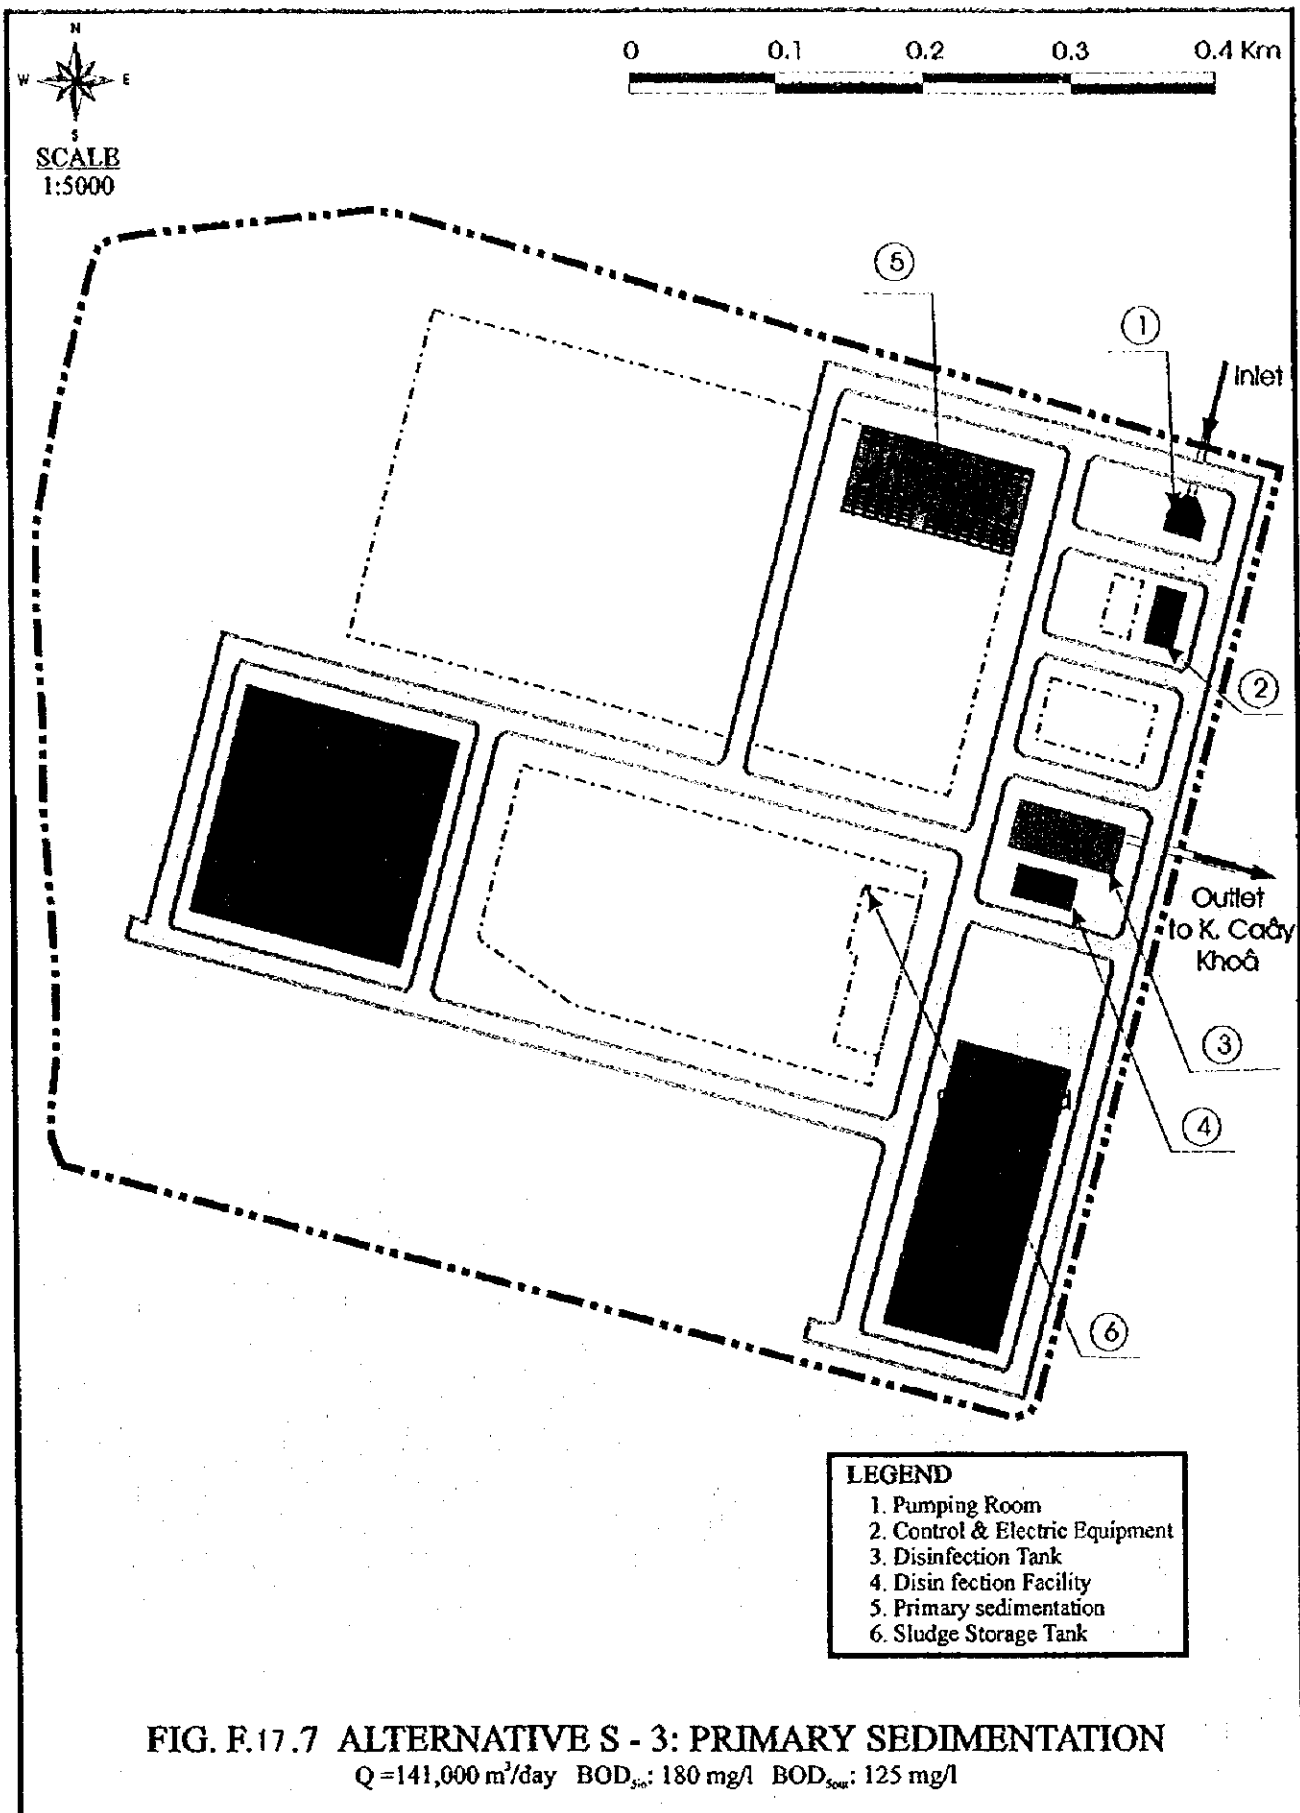 N
W E
S
SCALE
1:5000
0 0.1 0.2 0.3 0.4 Km
5
1
Inlet
2
Outlet
to K. Caây
Khoâ
3
4
6
LEGEND
1. Pumping Room
2. Control & Electric Equipment
3. Disinfection Tank
4. Disin fection Facility
5. Primary sedimentation
6. Sludge Storage Tank
FIG. F.17.7 ALTERNATIVE S - 3: PRIMARY SEDIMENTATION
Q =141,000 m³/day BOD₅ᵢₙ: 180 mg/l BOD₅ₒᵤₜ: 125 mg/l